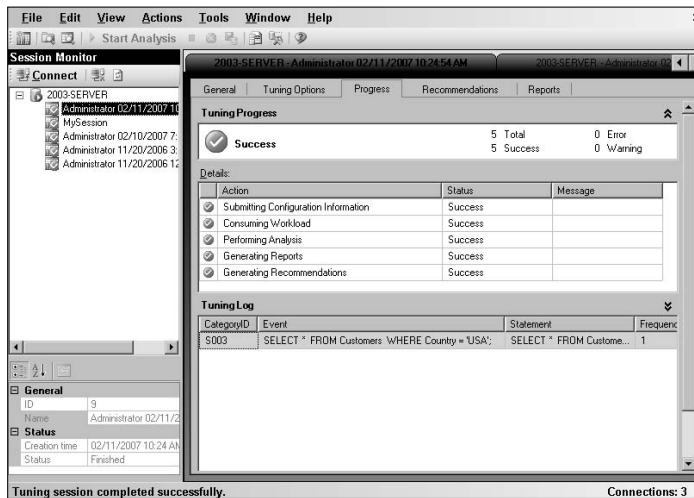 File Edit View Actions Tools Window Help
Start Analysis
Session Monitor
Connect
2003-SERVER
Administrator 02/11/2007 10
MySession
Administrator 02/10/2007 7:
Administrator 11/20/2006 3:
Administrator 11/20/2006 12
General
ID 9
Name Administrator 02/11/2
Status
Creation time 02/11/2007 10:24 AM
Status Finished
2003-SERVER - Administrator 02/11/2007 10:24:54 AM 2003-SERVER - Administrator 02
General Tuning Options Progress Recommendations Reports
Tuning Progress
Success
5 Total 0 Error
5 Success 0 Warning
Details:
Action Status Message
Submitting Configuration Information Success
Consuming Workload Success
Performing Analysis Success
Generating Reports Success
Generating Recommendations Success
Tuning Log
CategoryID Event Statement Frequenc
S003 SELECT * FROM Customers WHERE Country = 'USA'; SELECT * FROM Custome... 1
Tuning session completed successfully. Connections: 3